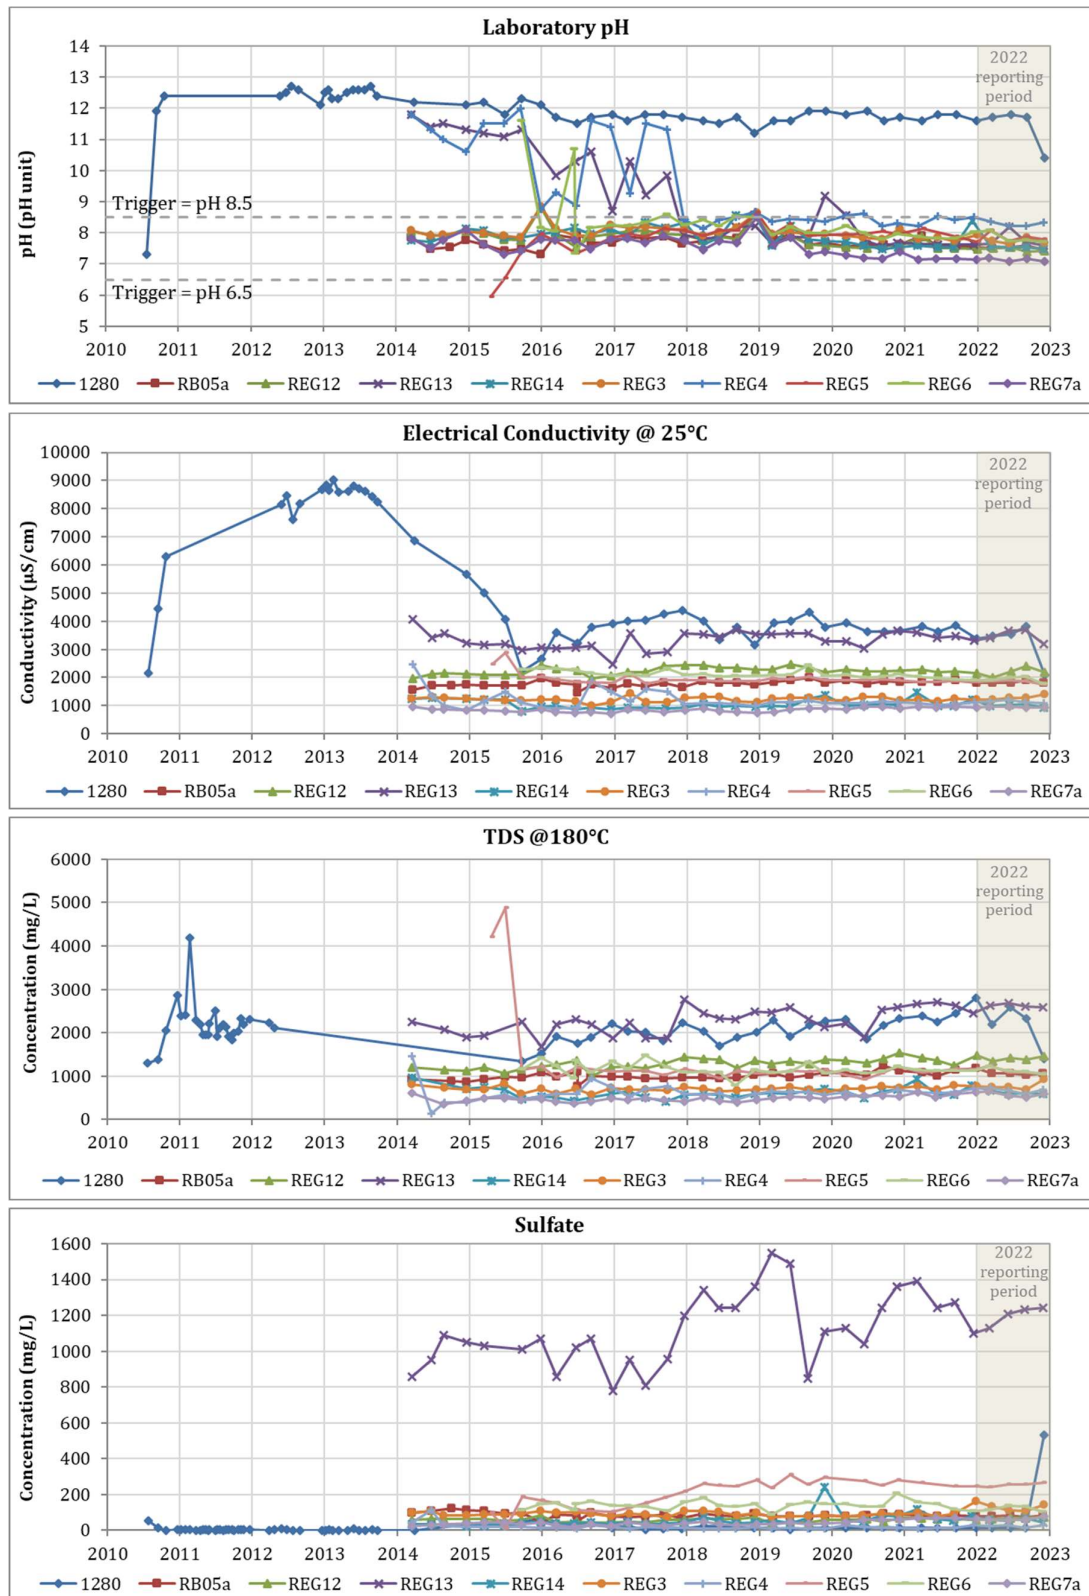 Laboratory pH
14
13
12
11
10
9
8
7
6
5
pH (pH unit)
Trigger = pH 8.5
Trigger = pH 6.5
2022
reporting
period
2010 2011 2012 2013 2014 2015 2016 2017 2018 2019 2020 2021 2022 2023
1280 RB05a REG12 REG13 REG14 REG3 REG4 REG5 REG6 REG7a
Electrical Conductivity @ 25°C
10000
9000
8000
7000
6000
5000
4000
3000
2000
1000
0
Conductivity (µS/cm)
2022
reporting
period
2010 2011 2012 2013 2014 2015 2016 2017 2018 2019 2020 2021 2022 2023
1280 RB05a REG12 REG13 REG14 REG3 REG4 REG5 REG6 REG7a
TDS @180°C
6000
5000
4000
3000
2000
1000
0
Concentration (mg/L)
2022
reporting
period
2010 2011 2012 2013 2014 2015 2016 2017 2018 2019 2020 2021 2022 2023
1280 RB05a REG12 REG13 REG14 REG3 REG4 REG5 REG6 REG7a
Sulfate
1600
1400
1200
1000
800
600
400
200
0
Concentration (mg/L)
2022
reporting
period
2010 2011 2012 2013 2014 2015 2016 2017 2018 2019 2020 2021 2022 2023
1280 RB05a REG12 REG13 REG14 REG3 REG4 REG5 REG6 REG7a